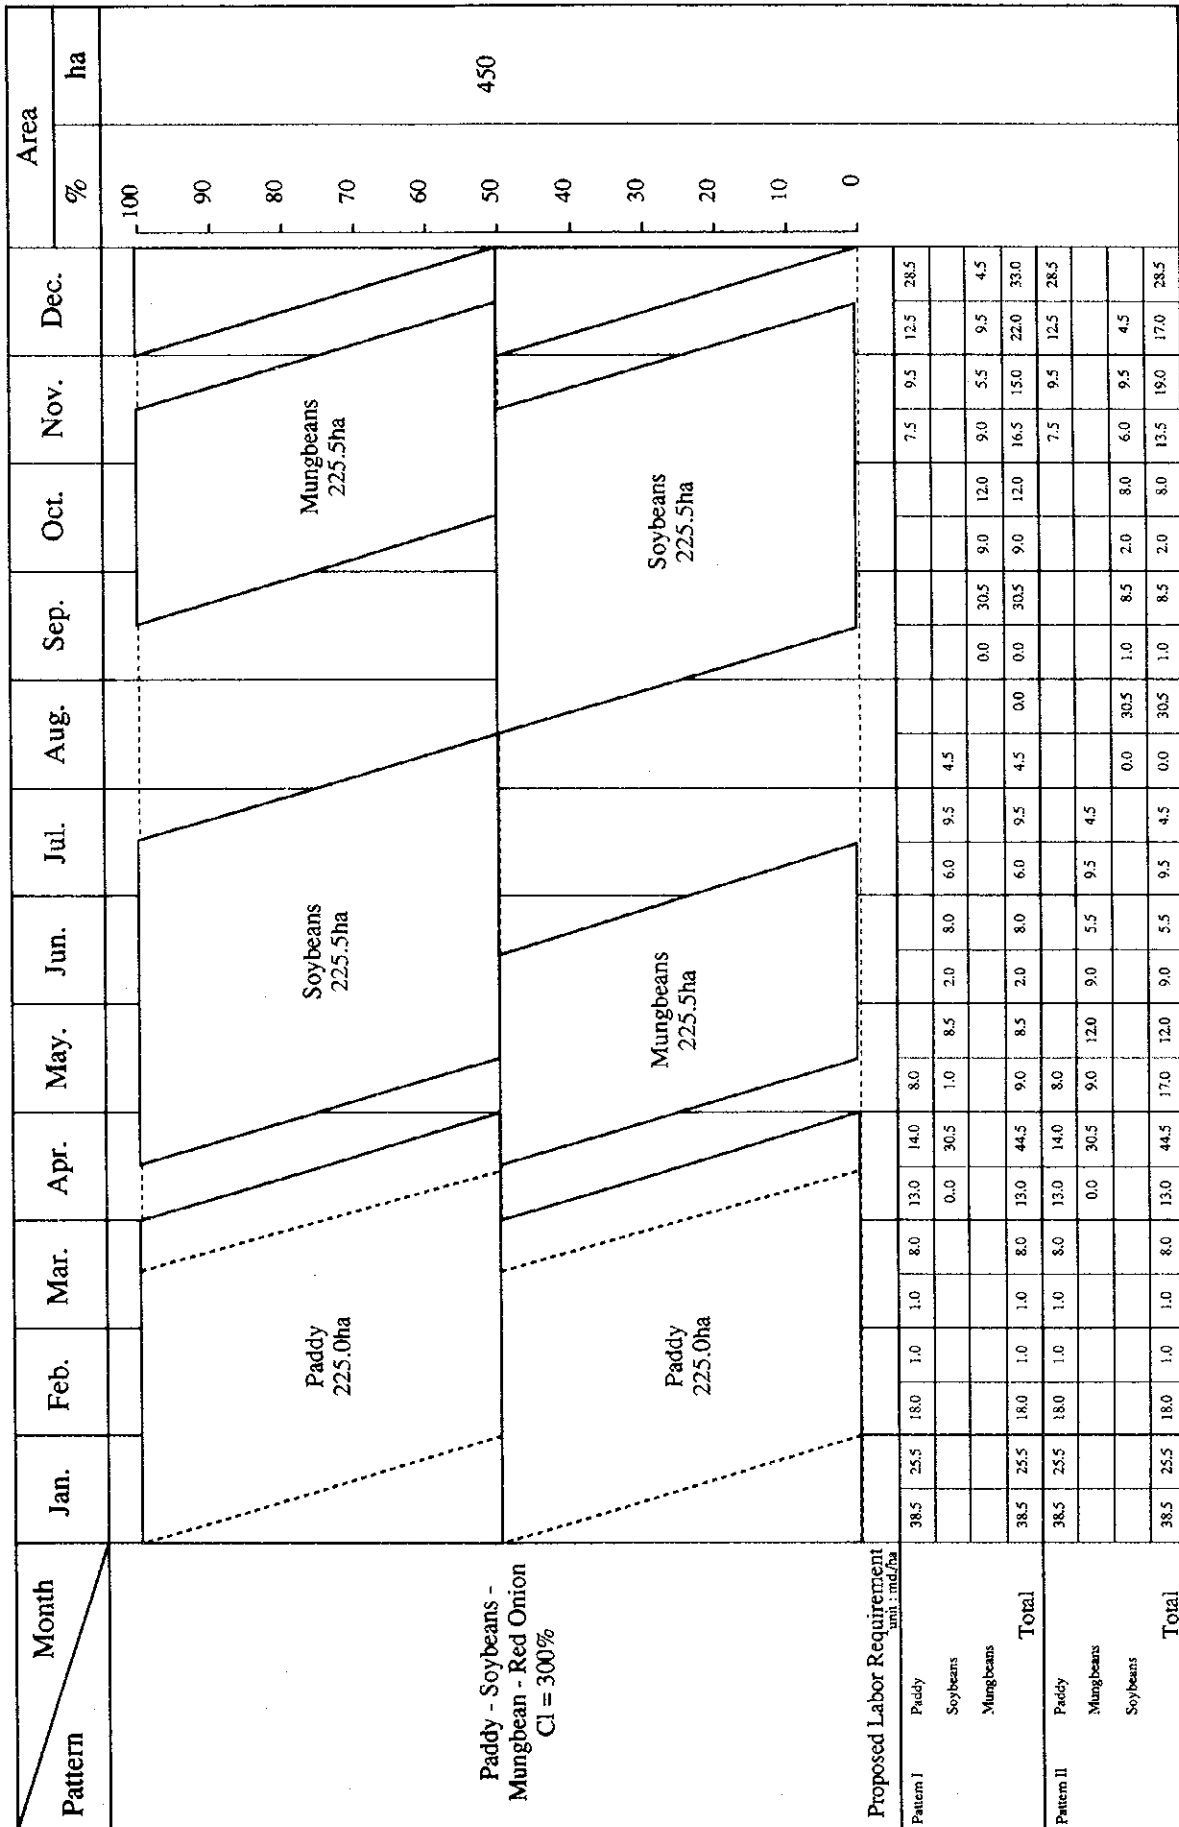 Pattern Month Jan. Feb. Mar. Apr. May. Jun. Jul. Aug. Sep. Oct. Nov. Dec. Area
% ha
Paddy - Soybeans -
Mungbean - Red Onion
CI = 300%
Paddy
225.0ha
Soybeans
225.5ha
Mungbeans
225.5ha
Paddy
225.0ha
Mungbeans
225.5ha
Soybeans
225.5ha
100
90
80
70
60
50
40
30
20
10
0
450
Proposed Labor Requirement
unit : md/ha
Pattern I Paddy 38.5 25.5 18.0 1.0 1.0 8.0 13.0 14.0 8.0 7.5 9.5 12.5 28.5
Soybeans 0..0 30.5 1.0 8.5 2.0 8.0 6.0 9.5 4.5
Mungbeans 0.0 30.5 9.0 12.0 9.0 5.5 9.5 4.5
Total 38.5 25.5 18.0 1.0 1.0 8.0 13.0 44.5 9.0 8.5 2.0 8.0 6.0 9.5 4.5 0.0 0.0 30.5 9.0 12.0 16.5 15.0 22.0 33.0
Pattern II Paddy 38.5 25.5 18.0 1.0 1.0 8.0 13.0 14.0 8.0 7.5 9.5 12.5 28.5
Mungbeans 0.0 30.5 9.0 12.0 9.0 5.5 9.5 4.5
Soybeans 0.0 30.5 1.0 8.5 2.0 8.0 6.0 9.5 4.5
Total 38.5 25.5 18.0 1.0 1.0 8.0 13.0 44.5 17.0 12.0 9.0 5.5 9.5 4.5 0.0 30.5 1.0 8.5 2.0 8.0 13.5 19.0 17.0 28.5